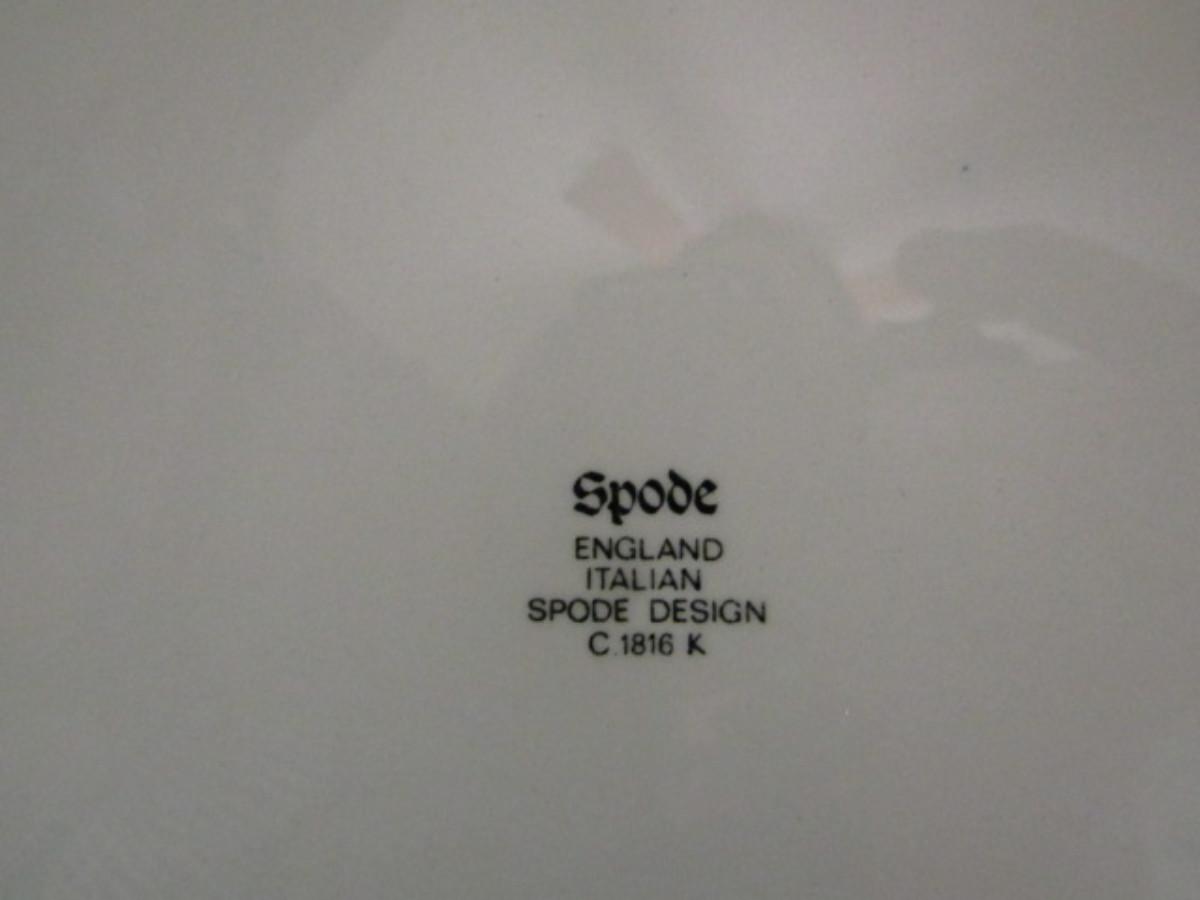 Spode
ENGLAND
ITALIAN
SPODE DESIGN
C.1816 K